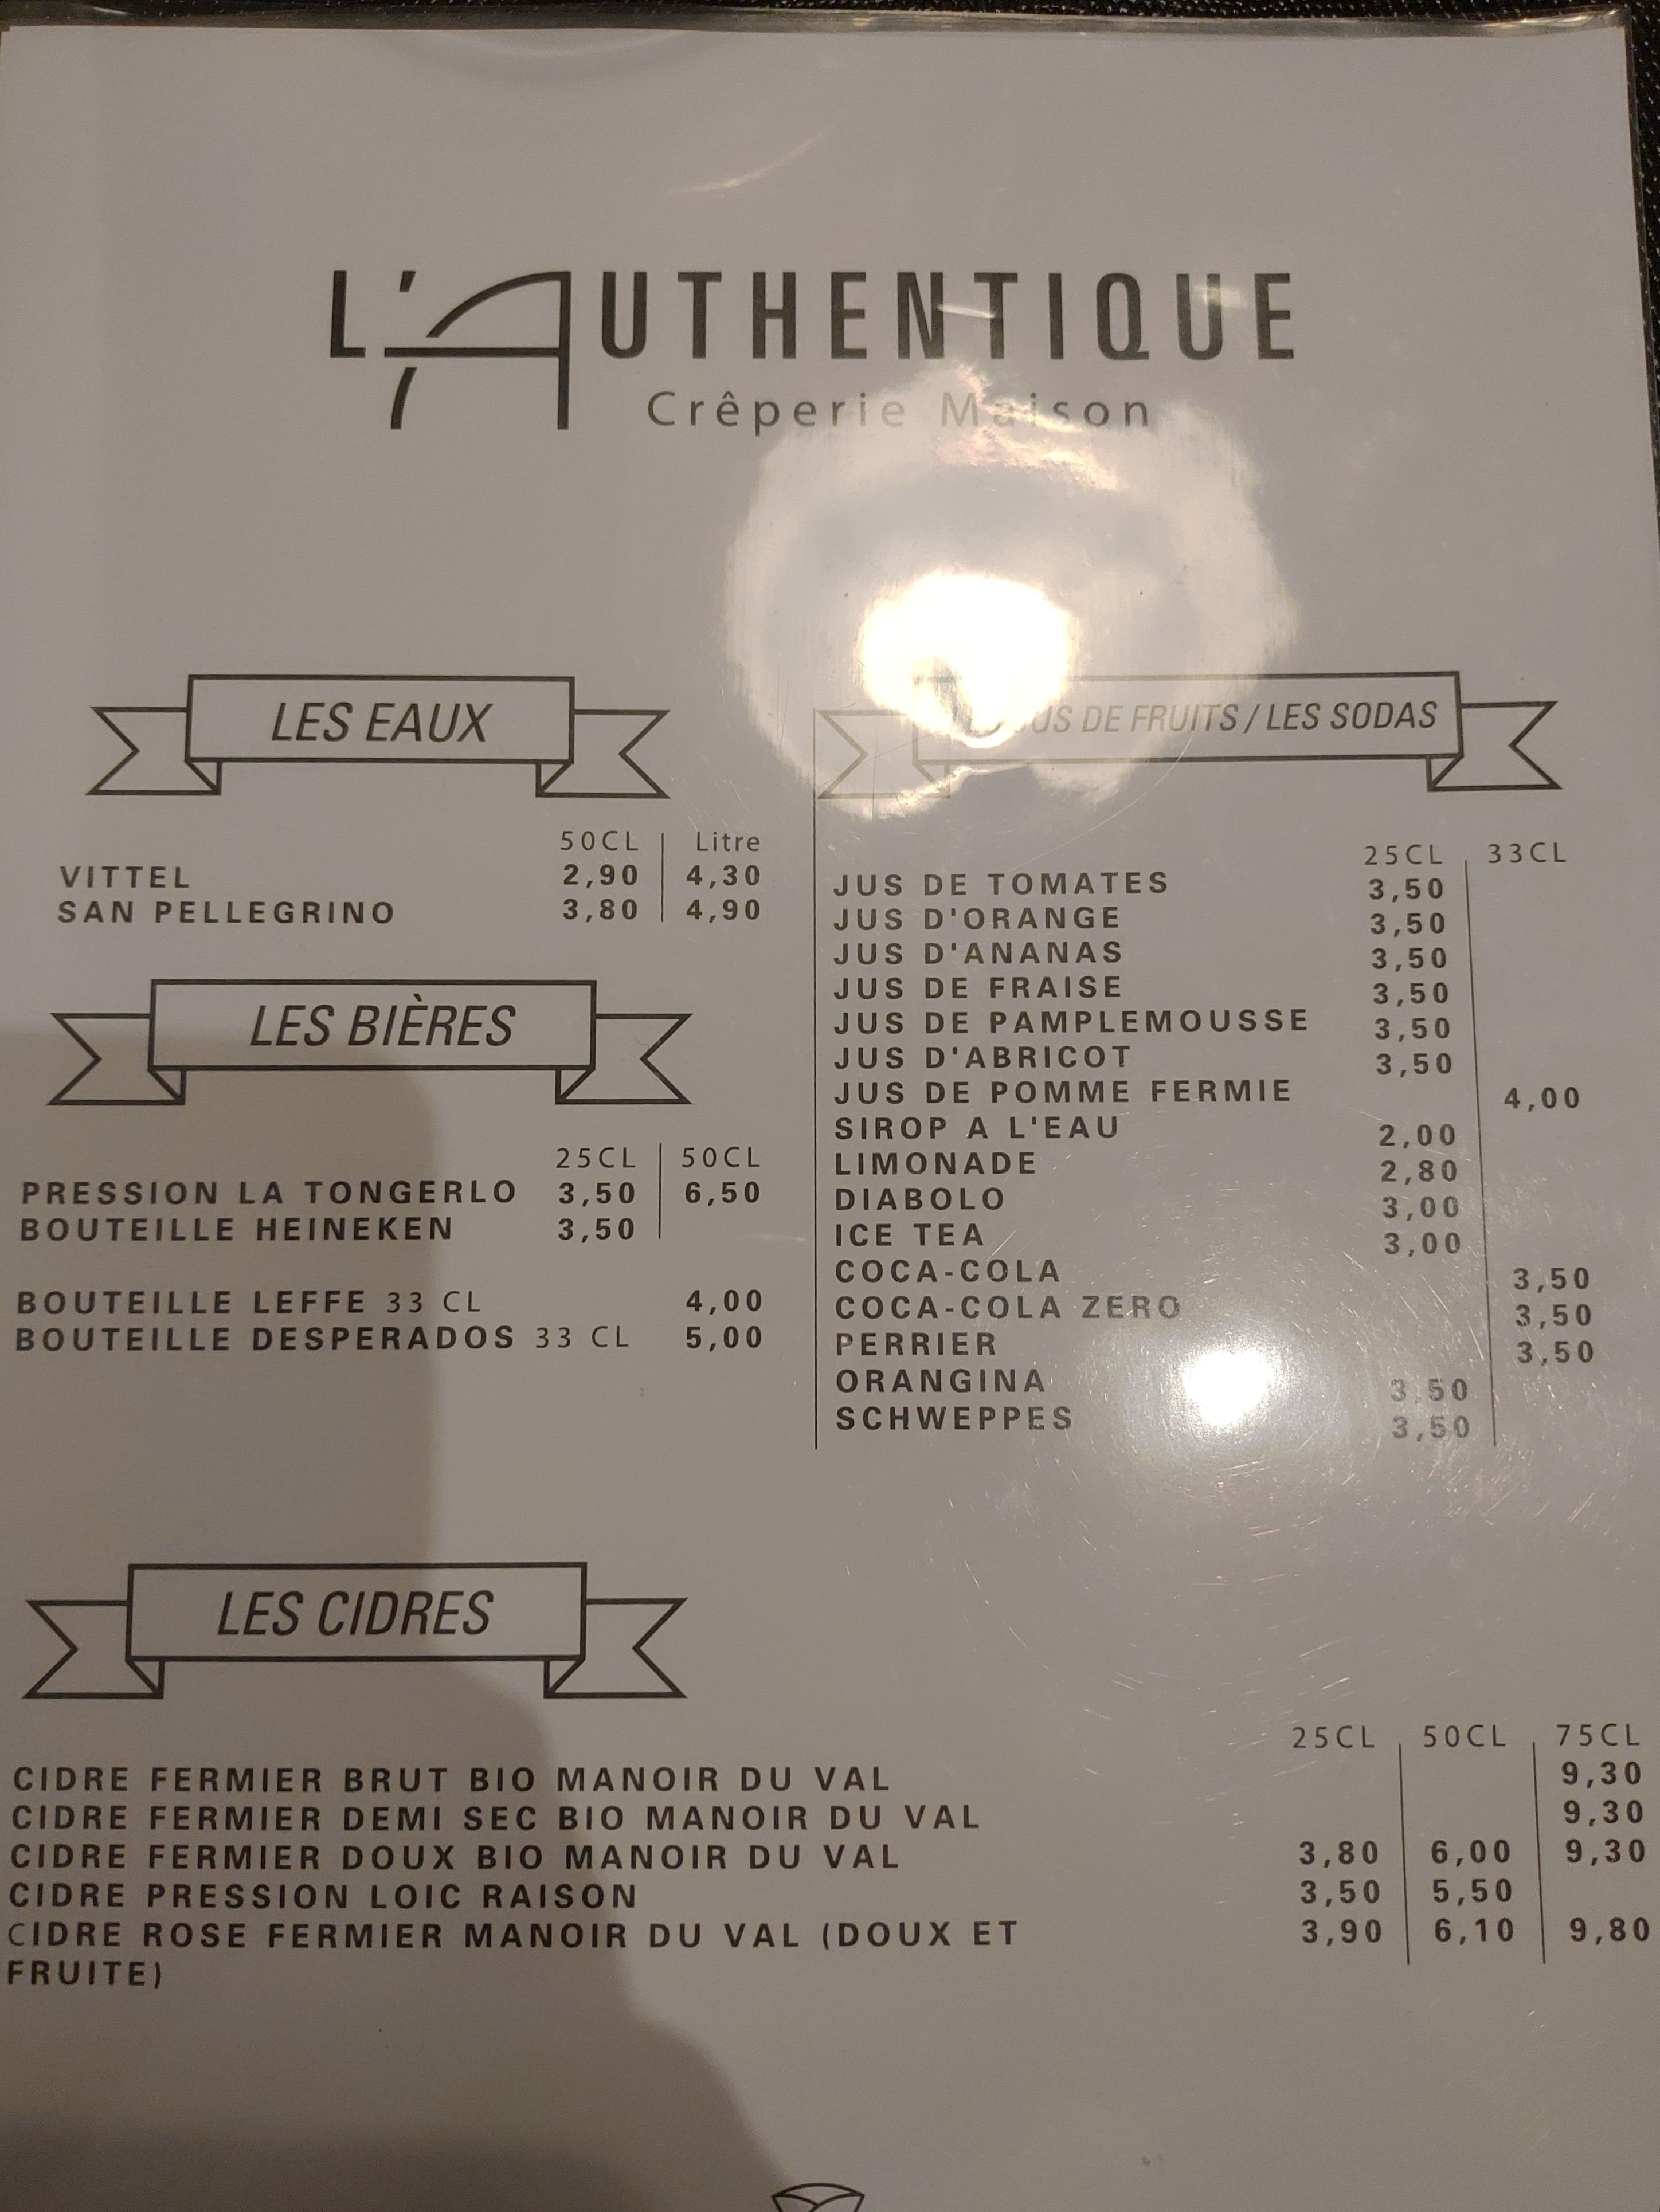 L'AUTHENTIQUE
Crêperie Maison
LES EAUX
50CL Litre
VITTEL 2,90 4,30
SAN PELLEGRINO 3,80 4,90
LES BIÈRES
25CL 50CL
PRESSION LA TONGERLO 3,50 6,50
BOUTEILLE HEINEKEN 3,50
BOUTEILLE LEFFE 33 CL 4,00
BOUTEILLE DESPERADOS 33 CL 5,00
DE FRUITS / LES SODAS
25CL 33CL
JUS DE TOMATES 3,50
JUS D'ORANGE 3,50
JUS D'ANANAS 3,50
JUS DE FRAISE 3,50
JUS DE PAMPLEMOUSSE 3,50
JUS D'ABRICOT 3,50
JUS DE POMME FERMIE 4,00
SIROP A L'EAU 2,00
LIMONADE 2,80
DIABOLO 3,00
ICE TEA 3,00
COCA-COLA 3,50
COCA-COLA ZERO 3,50
PERRIER 3,50
ORANGINA 3,50
SCHWEPPES 3,50
LES CIDRES
25CL 50CL 75CL
CIDRE FERMIER BRUT BIO MANOIR DU VAL 9,30
CIDRE FERMIER DEMI SEC BIO MANOIR DU VAL 9,30
CIDRE FERMIER DOUX BIO MANOIR DU VAL 3,80 6,00 9,30
CIDRE PRESSION LOIC RAISON 3,50 5,50
CIDRE ROSE FERMIER MANOIR DU VAL (DOUX ET 3,90 6,10 9,80
FRUITE)